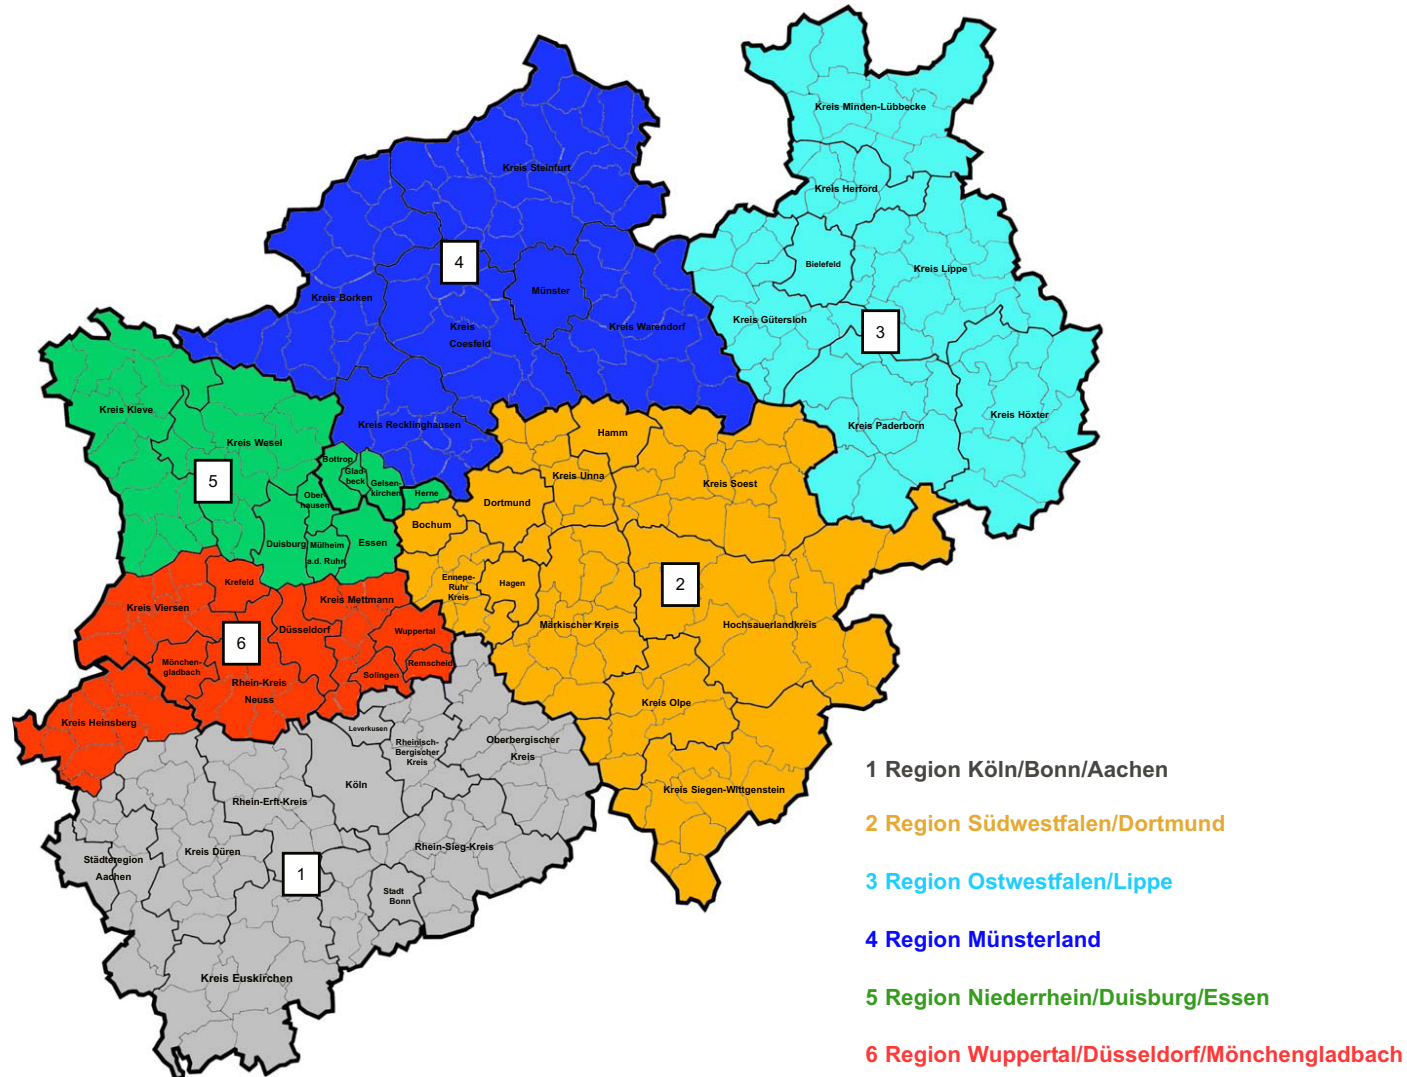 Kreis Minden-Lübbecke
Kreis Steinfurt
Kreis Herford
4
Bielefeld
Kreis Lippe
Münster
Kreis Borken
Kreis Gütersloh
Kreis Warendorf
Kreis
Coesfeld
3
Kreis Kleve
Kreis Höxter
Kreis Recklinghausen
Kreis Paderborn
Hamm
Kreis Wesel
Bottrop
Glad-
beck
Kreis Unna
5
Gelsen-
kirchen
Kreis Soest
Herne
Ober-
hausen
Dortmund
Bochum
Duisburg
Mülheim
a.d. Ruhr
Essen
Krefeld
Ennepe-
Ruhr
Kreis
Hagen
2
Kreis Viersen
Kreis Mettmann
Düsseldorf
Wuppertal
Märkischer Kreis
Hochsauerlandkreis
6
Mönchen-
gladbach
Remscheid
Solingen
Rhein-Kreis
Neuss
Kreis Olpe
Kreis Heinsberg
Leverkusen
Rheinisch-
Bergischer
Kreis
Oberbergischer
Kreis
Köln
Kreis Siegen-Wittgenstein
Rhein-Erft-Kreis
Rhein-Sieg-Kreis
Kreis Düren
Städteregion
Aachen
1
Stadt
Bonn
Kreis Euskirchen
1 Region Köln/Bonn/Aachen
2 Region Südwestfalen/Dortmund
3 Region Ostwestfalen/Lippe
4 Region Münsterland
5 Region Niederrhein/Duisburg/Essen
6 Region Wuppertal/Düsseldorf/Mönchengladbach